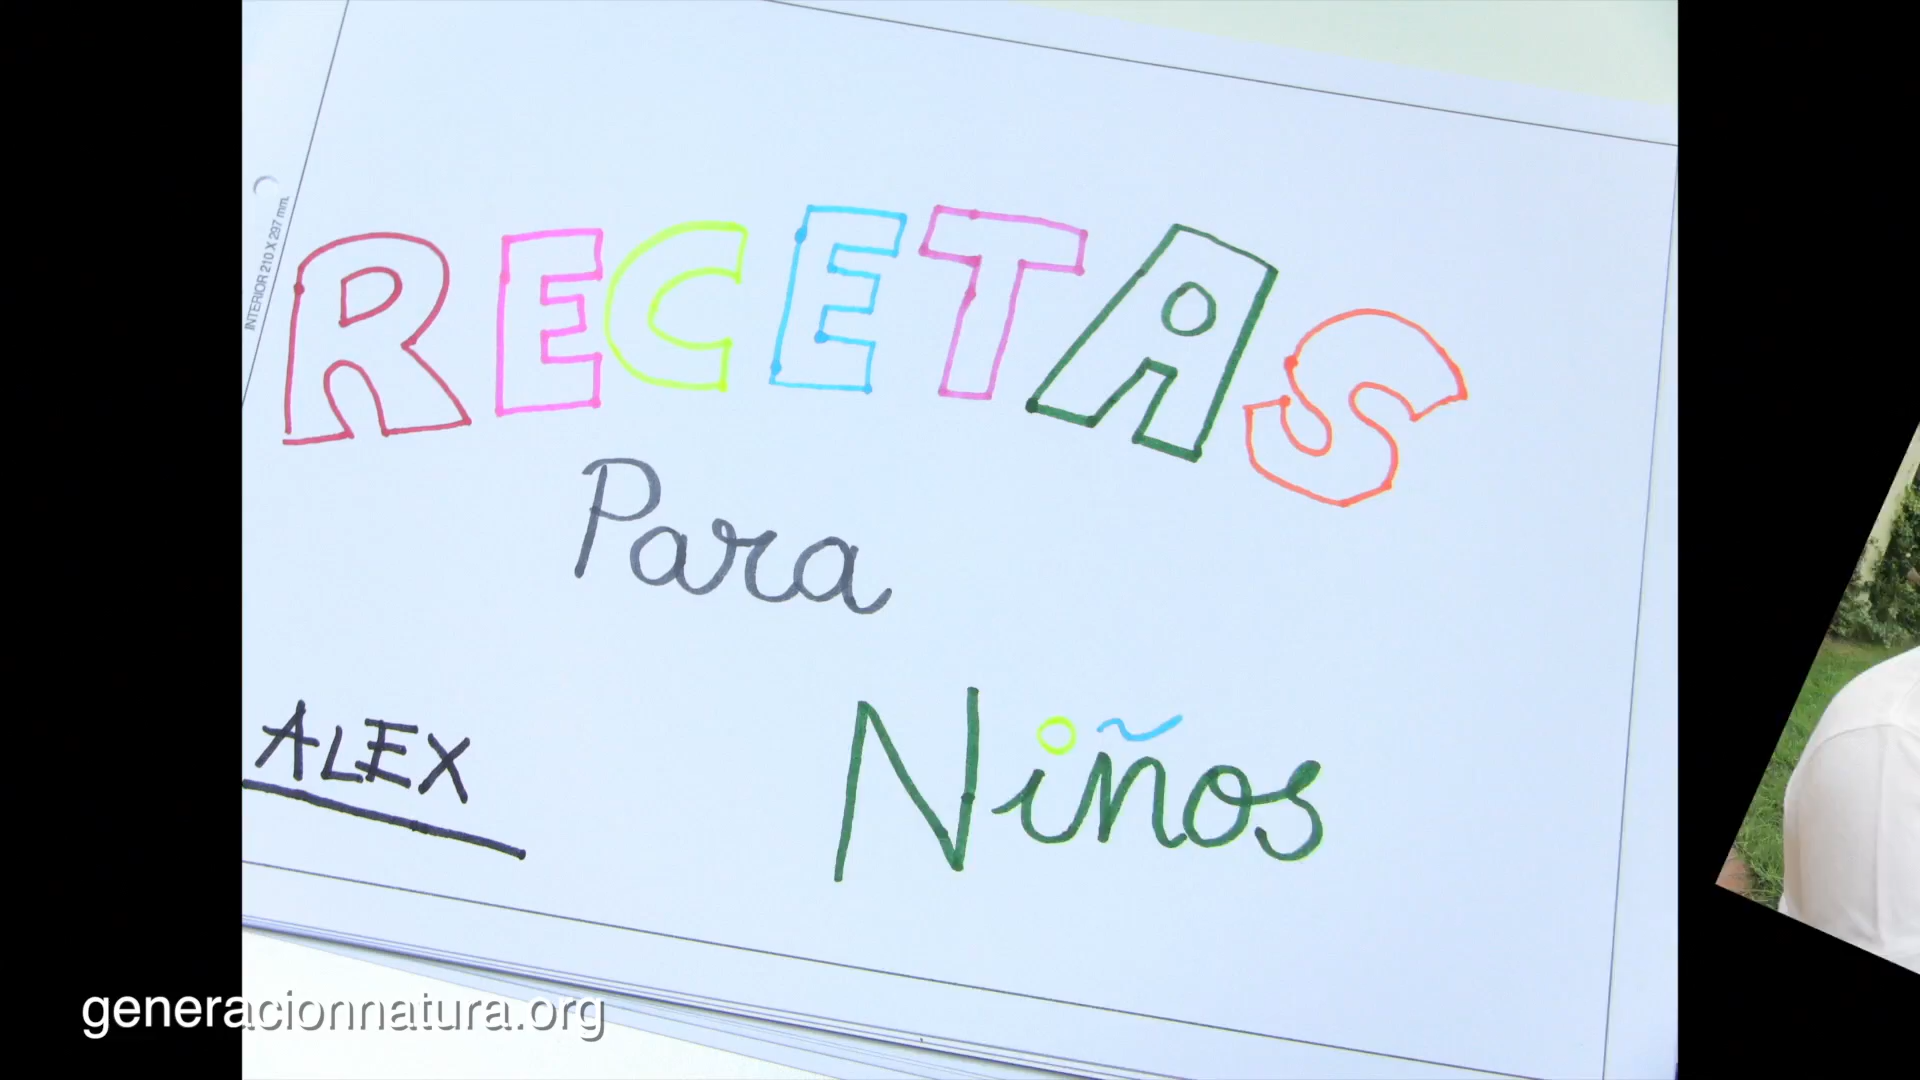 INTERIOR 210 X 297 mm.
RECETAS
Para
Niños
ALEX
generacionnatura.org